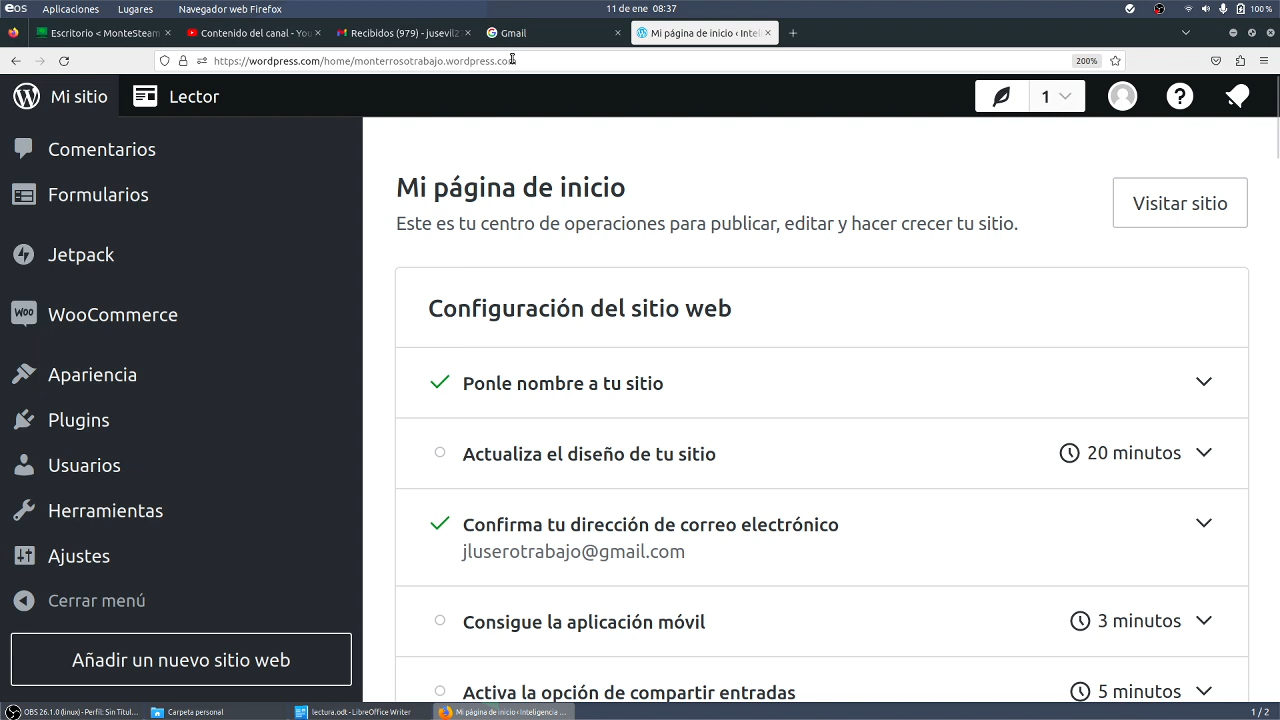 eos Aplicaciones Lugares Navegador web Firefox 11 de ene 08:37 100 %
Escritorio < MonteSteam Contenido del canal - You Recibidos (979) - jusevil2 Gmail Mi página de inicio ‹ Inteli
https://wordpress.com/home/monterrosotrabajo.wordpress.com 200%
Mi sitio Lector 1 ?
Comentarios
Formularios
Jetpack
Woo WooCommerce
Apariencia
Plugins
Usuarios
Herramientas
Ajustes
Cerrar menú
Añadir un nuevo sitio web
Mi página de inicio
Este es tu centro de operaciones para publicar, editar y hacer crecer tu sitio.
Visitar sitio
Configuración del sitio web
Ponle nombre a tu sitio
Actualiza el diseño de tu sitio 20 minutos
Confirma tu dirección de correo electrónico
jluserotrabajo@gmail.com
Consigue la aplicación móvil 3 minutos
Activa la opción de compartir entradas 5 minutos
OBS 26.1.0 (linux) - Perfil: Sin Titul... Carpeta personal lectura.odt - LibreOffice Writer Mi página de inicio ‹ Inteligencia ... 1 / 2